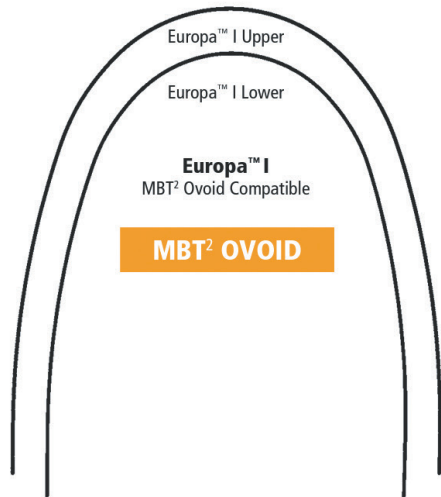 Europa™ I Upper
Europa™ I Lower
Europa™ I
MBT² Ovoid Compatible
MBT² OVOID